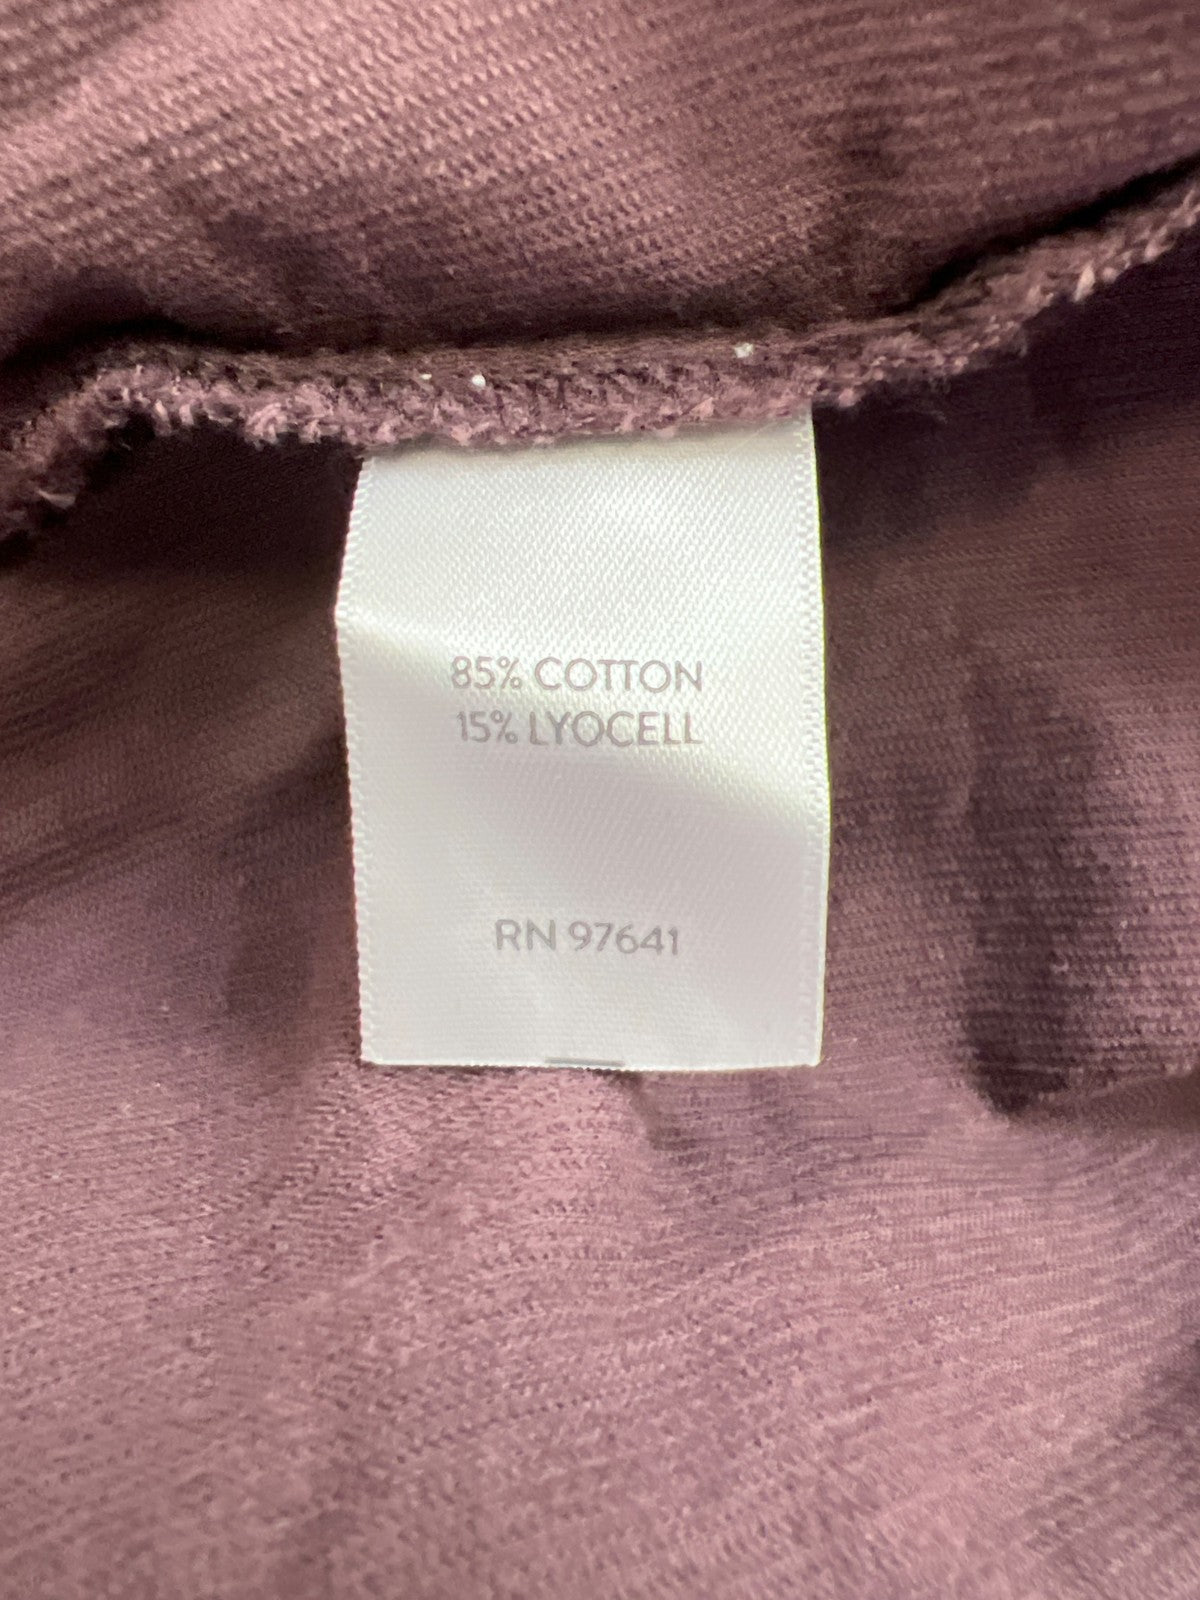 85% COTTON
15% LYOCELL
RN 97641